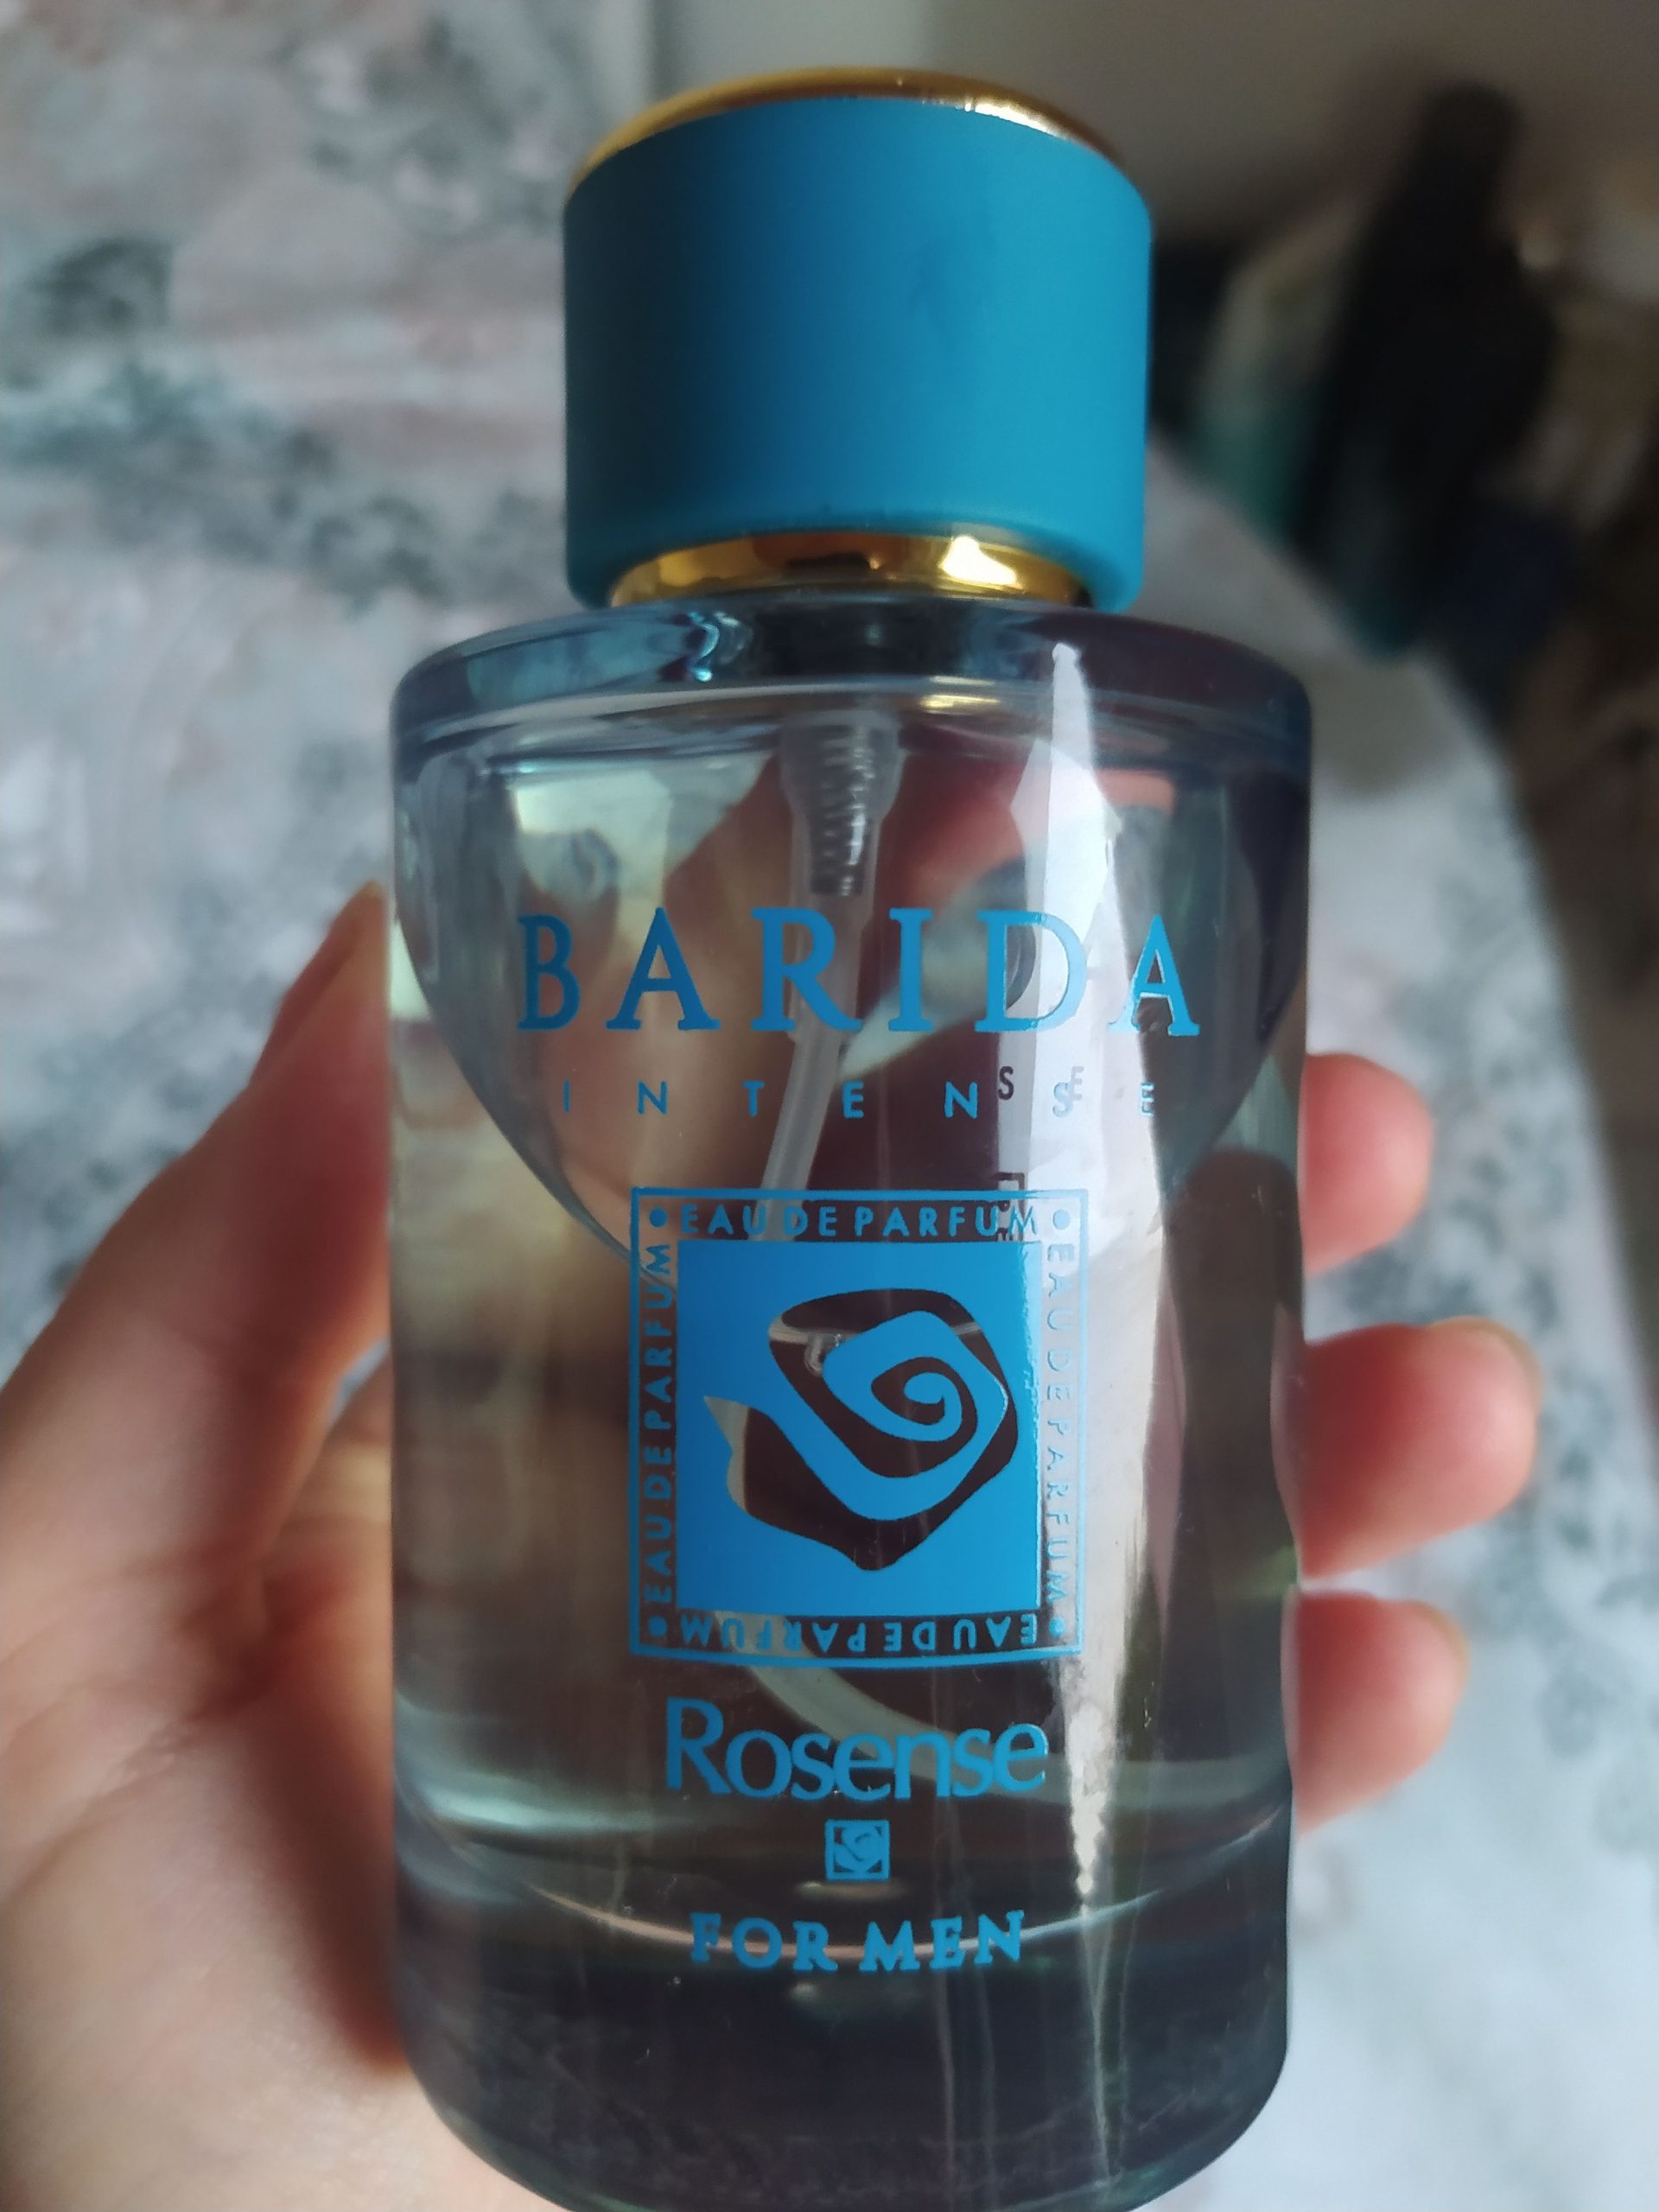 BARIDA
INTENSE
EAU DE PARFUM
EAU DE PARFUM
EAU DE PARFUM
EAU DE PARFUM
Rosense
FOR MEN